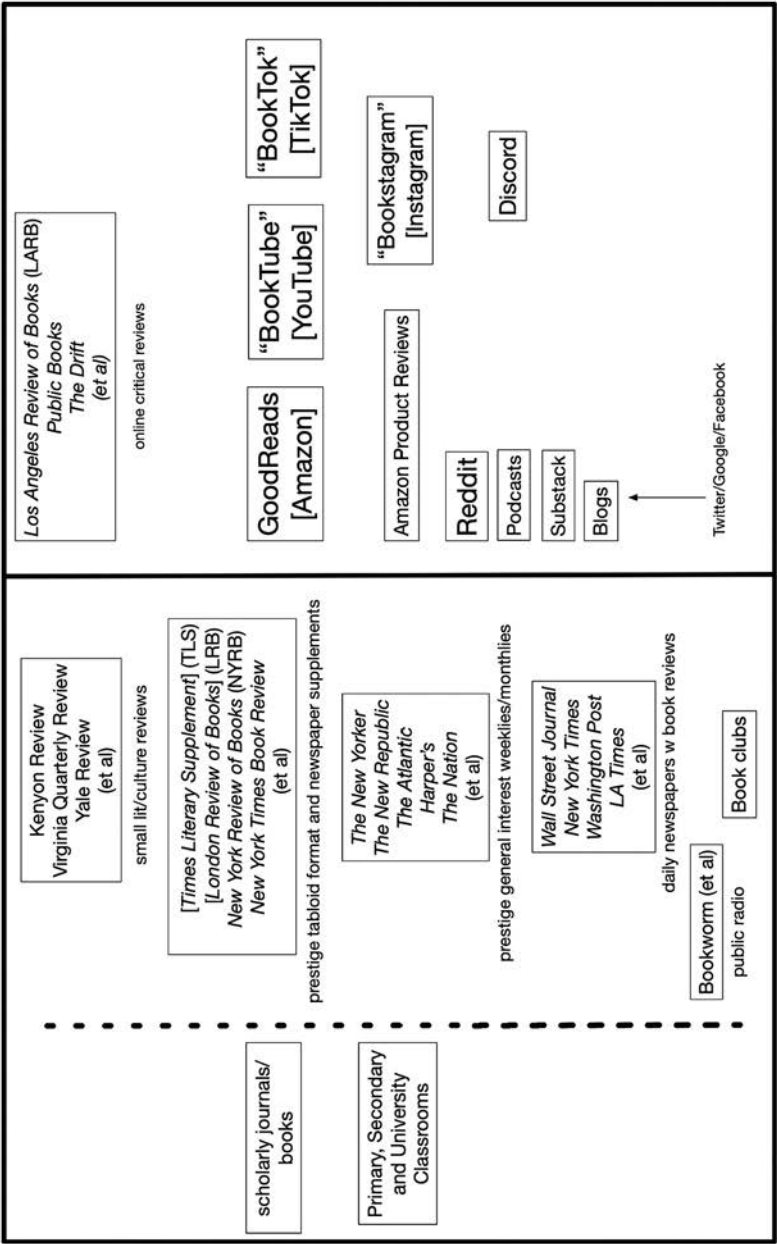 scholarly journals/
books
Primary, Secondary
and University
Classrooms
Kenyon Review
Virginia Quarterly Review
Yale Review
(et al)
small lit/culture reviews
[Times Literary Supplement] (TLS)
[London Review of Books] (LRB)
New York Review of Books (NYRB)
New York Times Book Review
(et al)
prestige tabloid format and newspaper supplements
The New Yorker
The New Republic
The Atlantic
Harper's
The Nation
(et al)
prestige general interest weeklies/monthlies
Wall Street Journal
New York Times
Washington Post
LA Times
(et al)
daily newspapers w book reviews
Bookworm (et al)
public radio
Book clubs
Los Angeles Review of Books (LARB)
Public Books
The Drift
(et al)
online critical reviews
GoodReads
[Amazon]
“BookTube”
[YouTube]
“BookTok”
[TikTok]
Amazon Product Reviews
“Bookstagram”
[Instagram]
Reddit
Podcasts
Discord
Substack
Blogs
Twitter/Google/Facebook